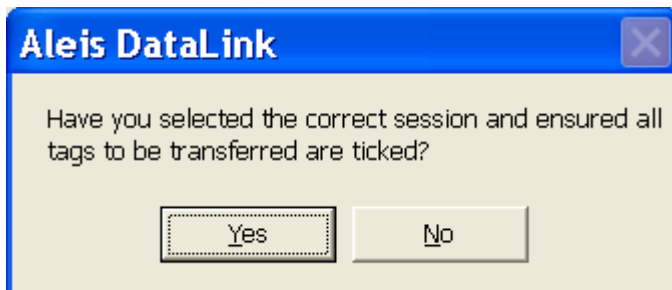 Aleis DataLink
Have you selected the correct session and ensured all
tags to be transferred are ticked?
Yes
No